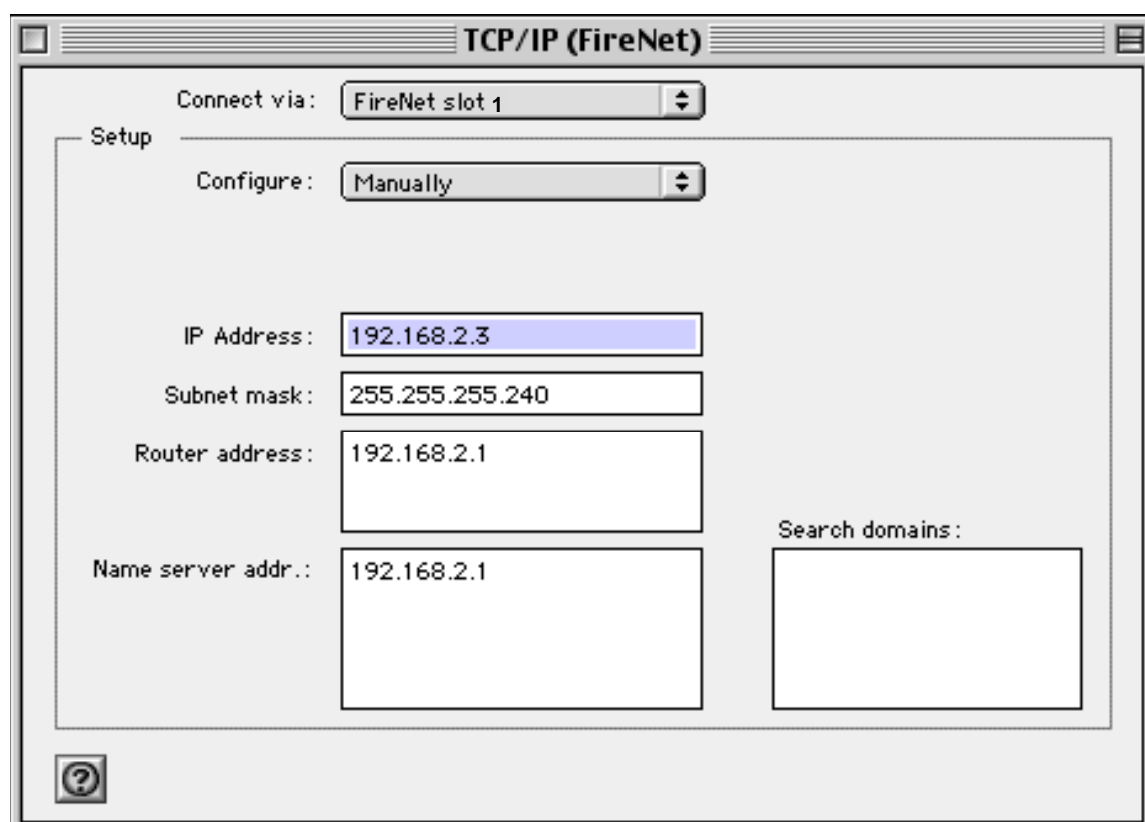 TCP/IP (FireNet)
Connect via: FireNet slot 1
Setup
Configure: Manually
IP Address: 192.168.2.3
Subnet mask: 255.255.255.240
Router address: 192.168.2.1
Search domains:
Name server addr.: 192.168.2.1
?